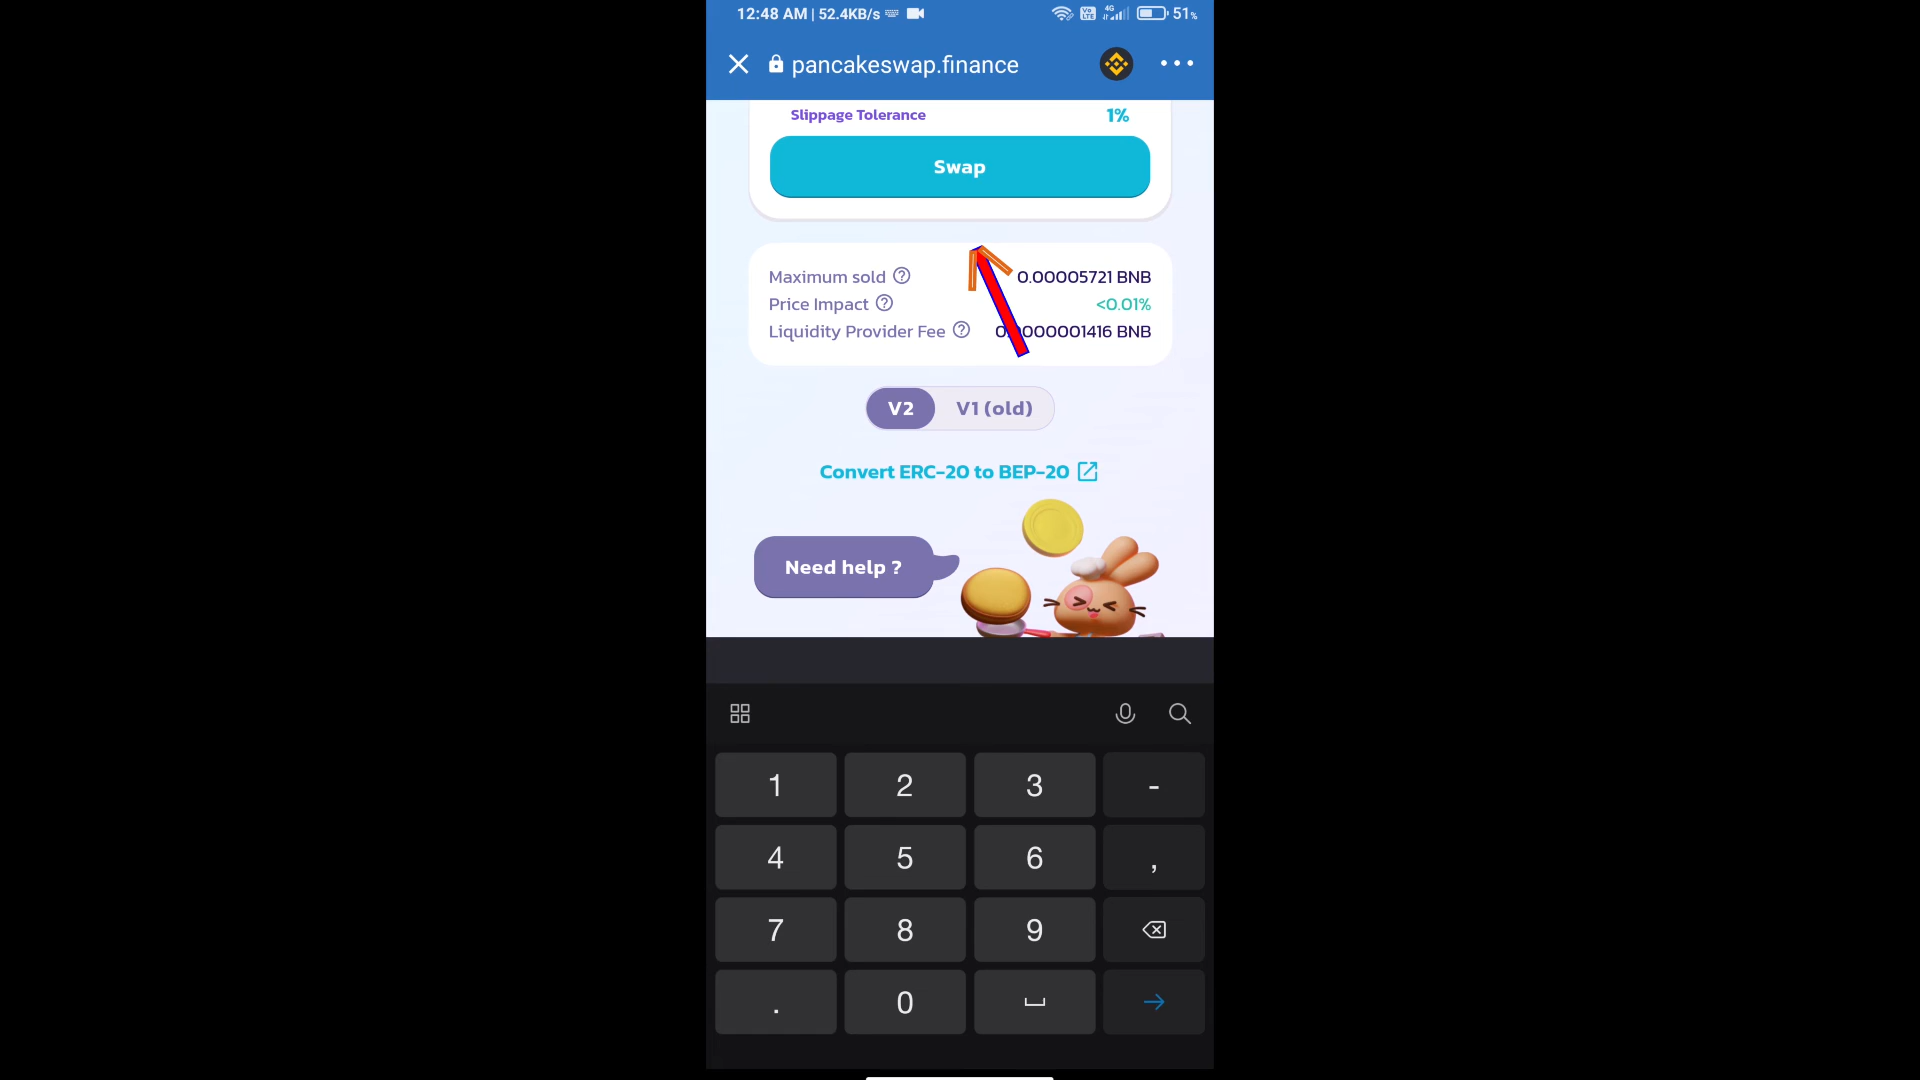 12:48 AM | 52.4KB/s 4G 51%
pancakeswap.finance
Slippage Tolerance 1%
Swap
Maximum sold 0.00005721 BNB
Price Impact <0.01%
Liquidity Provider Fee BNB
V2 V1 (old)
Convert ERC-20 to BEP-20
Need help ?
1 2 3 -
4 5 6 ,
7 8 9
. 0